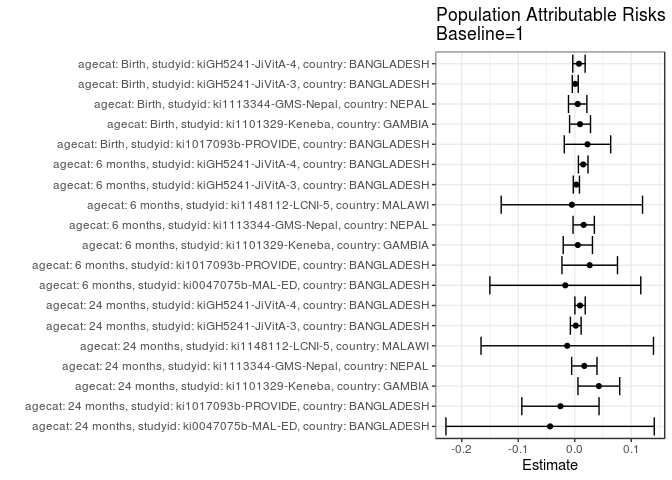 Population Attributable Risks
Baseline=1
agecat: Birth, studyid: kiGH5241-JiVitA-4, country: BANGLADESH
agecat: Birth, studyid: kiGH5241-JiVitA-3, country: BANGLADESH
agecat: Birth, studyid: ki1113344-GMS-Nepal, country: NEPAL
agecat: Birth, studyid: ki1101329-Keneba, country: GAMBIA
agecat: Birth, studyid: ki1017093b-PROVIDE, country: BANGLADESH
agecat: 6 months, studyid: kiGH5241-JiVitA-4, country: BANGLADESH
agecat: 6 months, studyid: kiGH5241-JiVitA-3, country: BANGLADESH
agecat: 6 months, studyid: ki1148112-LCNI-5, country: MALAWI
agecat: 6 months, studyid: ki1113344-GMS-Nepal, country: NEPAL
agecat: 6 months, studyid: ki1101329-Keneba, country: GAMBIA
agecat: 6 months, studyid: ki1017093b-PROVIDE, country: BANGLADESH
agecat: 6 months, studyid: ki0047075b-MAL-ED, country: BANGLADESH
agecat: 24 months, studyid: kiGH5241-JiVitA-4, country: BANGLADESH
agecat: 24 months, studyid: kiGH5241-JiVitA-3, country: BANGLADESH
agecat: 24 months, studyid: ki1148112-LCNI-5, country: MALAWI
agecat: 24 months, studyid: ki1113344-GMS-Nepal, country: NEPAL
agecat: 24 months, studyid: ki1101329-Keneba, country: GAMBIA
agecat: 24 months, studyid: ki1017093b-PROVIDE, country: BANGLADESH
agecat: 24 months, studyid: ki0047075b-MAL-ED, country: BANGLADESH
-0.2 -0.1 0.0 0.1
Estimate